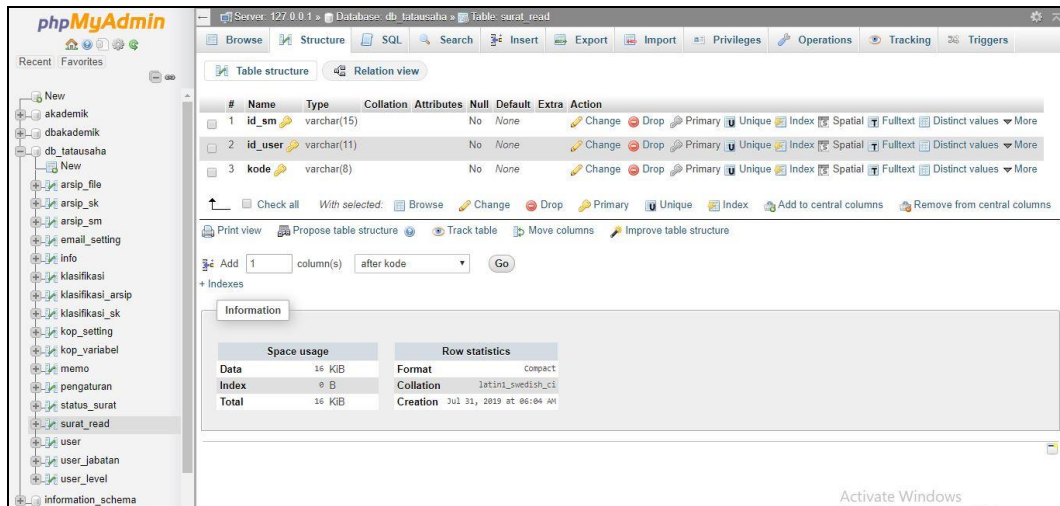 phpMyAdmin
Recent Favorites
New
akademik
dbakademik
db_tatausaha
New
arsip_file
arsip_sk
arsip_sm
email_setting
info
klasifikasi
klasifikasi_arsip
klasifikasi_sk
kop_setting
kop_variabel
memo
pengaturan
status_surat
surat_read
user
user_jabatan
user_level
information_schema
Server: 127.0.0.1 » Database: db_tatausaha » Table: surat_read
Browse Structure SQL Search Insert Export Import Privileges Operations Tracking Triggers
Table structure Relation view
# Name Type Collation Attributes Null Default Extra Action
1 id_sm varchar(15) No None Change Drop Primary Unique Index Spatial Fulltext Distinct values More
2 id_user varchar(11) No None Change Drop Primary Unique Index Spatial Fulltext Distinct values More
3 kode varchar(8) No None Change Drop Primary Unique Index Spatial Fulltext Distinct values More
Check all With selected: Browse Change Drop Primary Unique Index Add to central columns Remove from central columns
Print view Propose table structure Track table Move columns Improve table structure
Add 1 column(s) after kode Go
+ Indexes
Information
Space usage Row statistics
Data 16 KiB Format Compact
Index 0 B Collation latin1_swedish_ci
Total 16 KiB Creation Jul 31, 2019 at 06:04 AM
Activate Windows